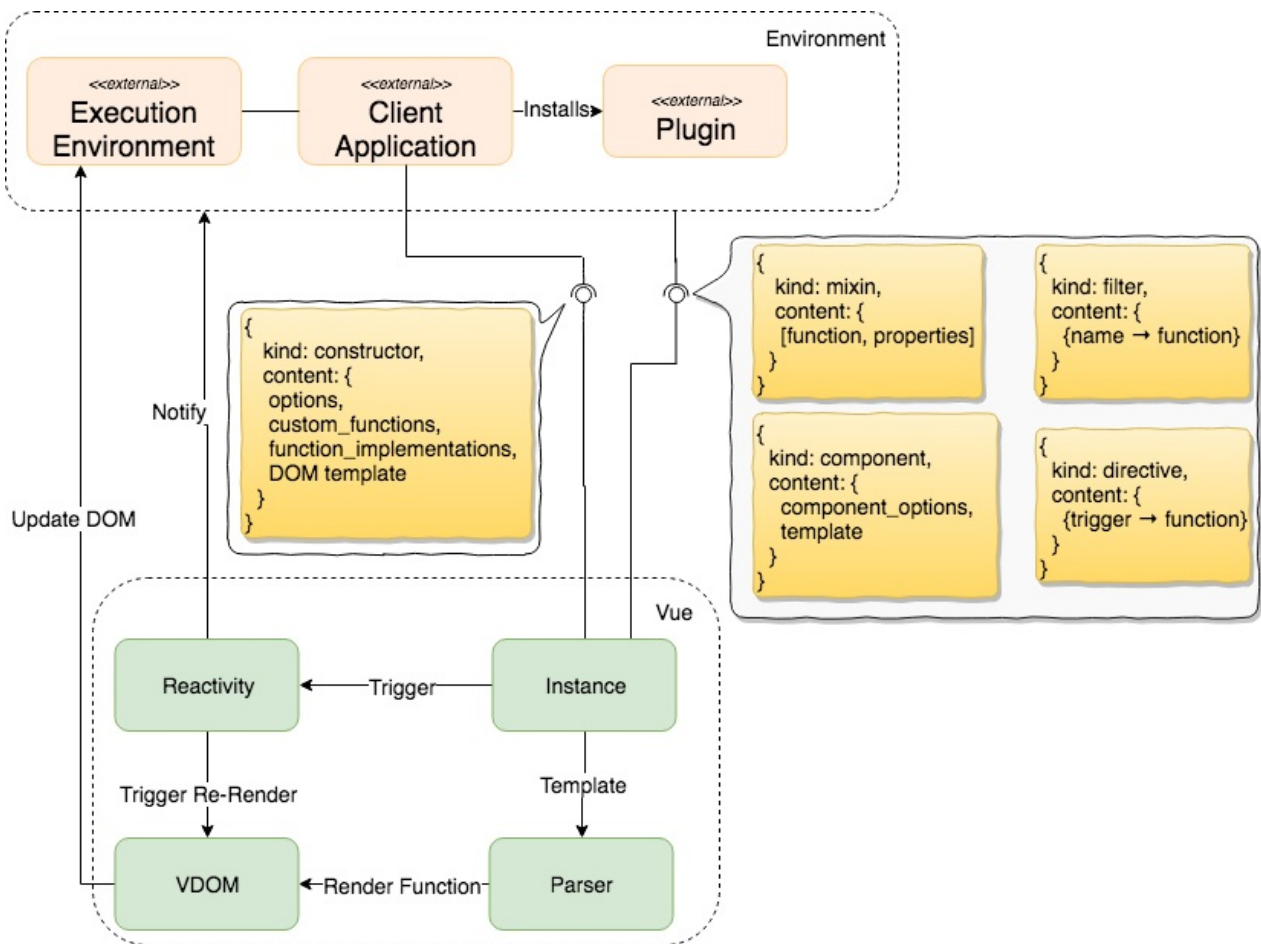 Environment
<<external>>
Execution
Environment
<<external>>
Client
Application
Installs
<<external>>
Plugin
{
kind: constructor,
content: {
options,
custom_functions,
function_implementations,
DOM template
}
}
{
kind: mixin,
content: {
[function, properties]
}
}
{
kind: filter,
content: {
{name → function}
}
}
{
kind: component,
content: {
component_options,
template
}
}
{
kind: directive,
content: {
{trigger → function}
}
}
Notify
Update DOM
Vue
Reactivity
Trigger
Instance
Trigger Re-Render
Template
VDOM
Render Function
Parser